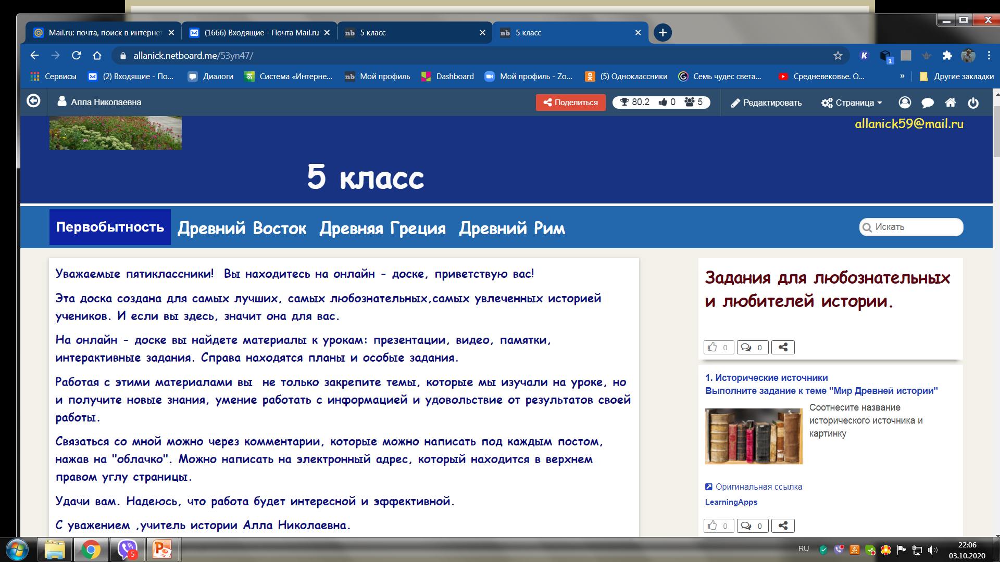 Mail.ru: почта, поиск в интернет
(1666) Входящие - Почта Mail.ru
5 класс
5 класс
allanick.netboard.me/53yn47/
1
Сервисы
(2) Входящие - По...
Диалоги
Система «Интерне...
nb Мой профиль
Dashboard
Мой профиль - Zo...
(5) Одноклассники
Семь чудес света...
Средневековье. О...
»
Другие закладки
Алла Николаевна
Поделиться
80.2 0 5
Редактировать
Страница
allanick59@mail.ru
5 класс
Первобытность Древний Восток Древняя Греция Древний Рим
Искать
Уважаемые пятиклассники! Вы находитесь на онлайн - доске, приветствую вас!
Эта доска создана для самых лучших, самых любознательных,самых увлеченных историей
учеников. И если вы здесь, значит она для вас.
На онлайн - доске вы найдете материалы к урокам: презентации, видео, памятки,
интерактивные задания. Справа находятся планы и особые задания.
Работая с этими материалами вы не только закрепите темы, которые мы изучали на уроке, но
и получите новые знания, умение работать с информацией и удовольствие от результатов своей
работы.
Связаться со мной можно через комментарии, которые можно написать под каждым постом,
нажав на "облачко". Можно написать на электронный адрес, который находится в верхнем
правом углу страницы.
Удачи вам. Надеюсь, что работа будет интересной и эффективной.
С уважением ,учитель истории Алла Николаевна.
Задания для любознательных
и любителей истории.
0 0
1. Исторические источники
Выполните задание к теме "Мир Древней истории"
Соотнесите название
исторического источника и
картинку
Оригинальная ссылка
LearningApps
0 0
5
RU
22:06
03.10.2020